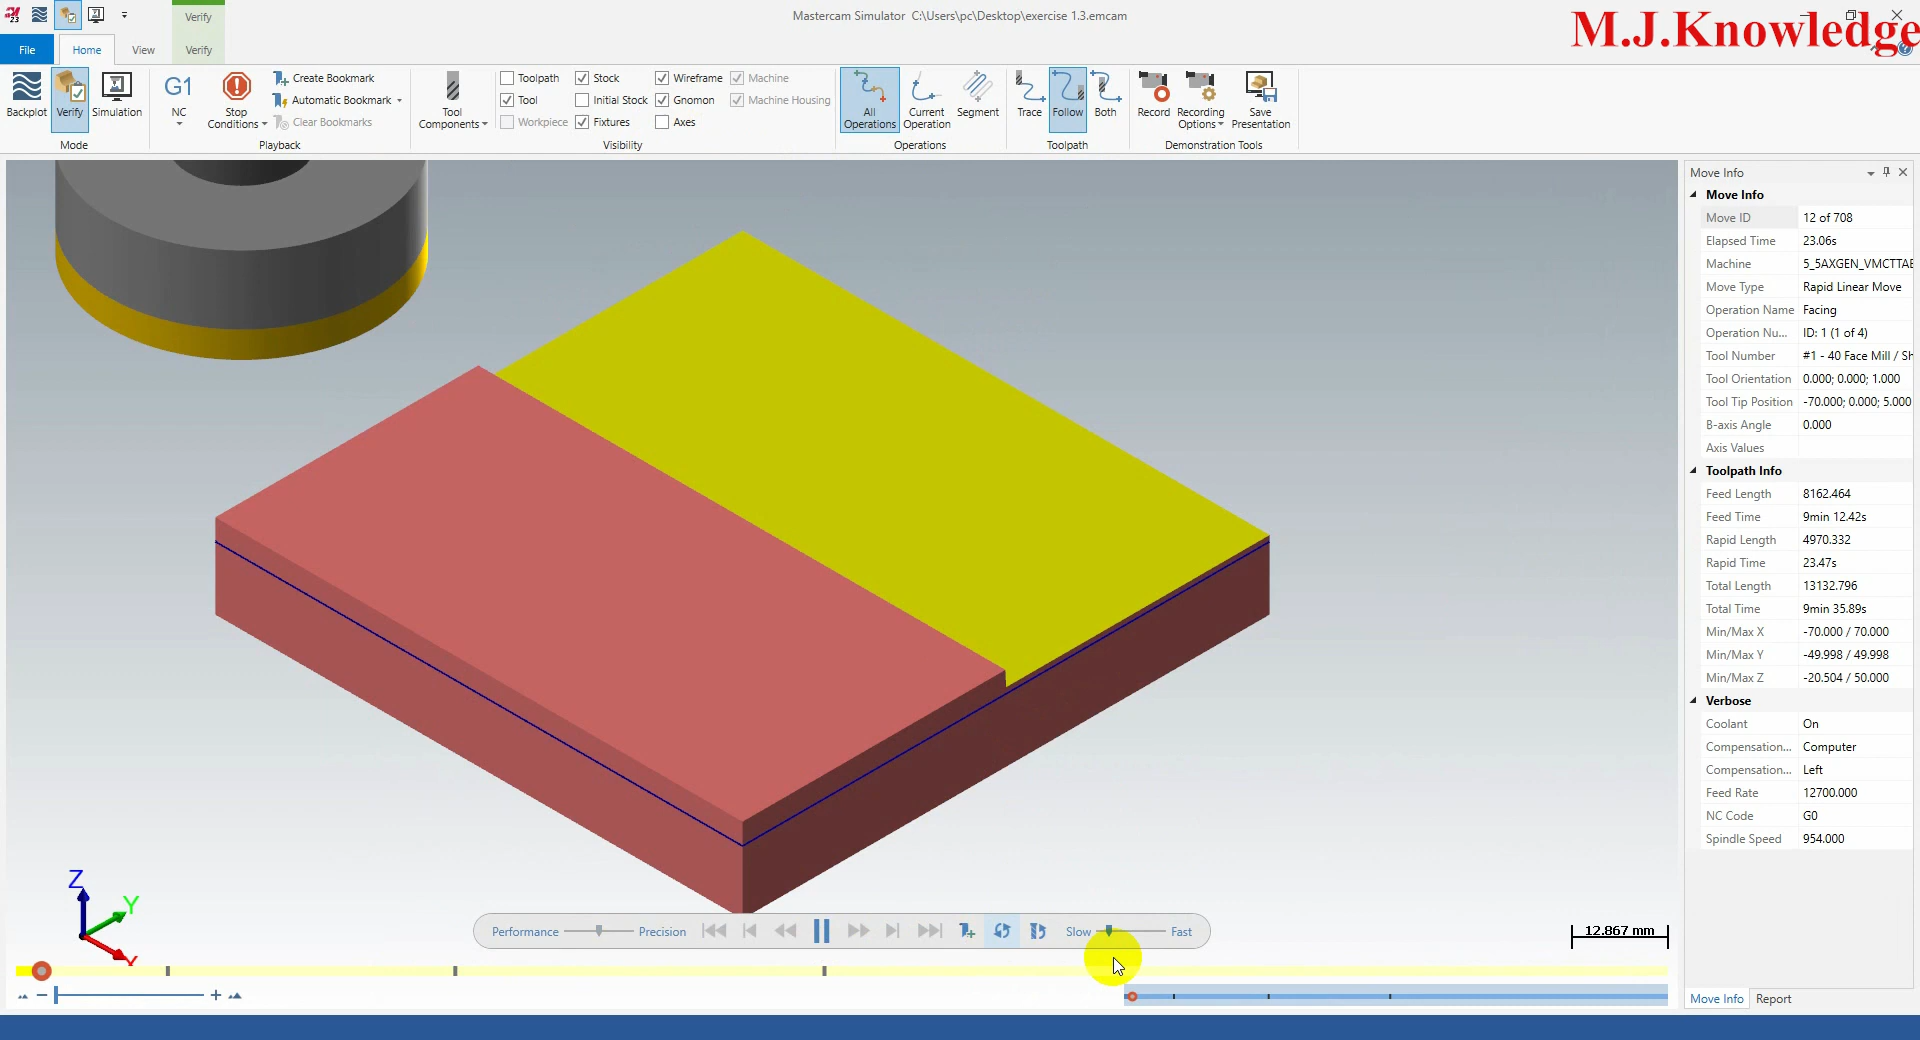 Verify
Mastercam Simulator C:\Users\pc\Desktop\exercise 1.3.emcam
M.J.Knowledge
File
Home
View
Verify
Backplot
Verify
Simulation
Mode
G1
NC
Stop Conditions
Create Bookmark
Automatic Bookmark
Clear Bookmarks
Playback
Tool Components
Toolpath
Tool
Workpiece
Stock
Initial Stock
Fixtures
Wireframe
Gnomon
Axes
Machine
Machine Housing
Visibility
All Operations
Current Operation
Segment
Operations
Trace
Follow
Both
Toolpath
Record
Recording Options
Save Presentation
Demonstration Tools
Move Info
Move Info
Move ID 12 of 708
Elapsed Time 23.06s
Machine 5_5AXGEN_VMCTTAE
Move Type Rapid Linear Move
Operation Name Facing
Operation Nu... ID: 1 (1 of 4)
Tool Number #1 - 40 Face Mill / Sh
Tool Orientation 0.000; 0.000; 1.000
Tool Tip Position -70.000; 0.000; 5.000
B-axis Angle 0.000
Axis Values
Toolpath Info
Feed Length 8162.464
Feed Time 9min 12.42s
Rapid Length 4970.332
Rapid Time 23.47s
Total Length 13132.796
Total Time 9min 35.89s
Min/Max X -70.000 / 70.000
Min/Max Y -49.998 / 49.998
Min/Max Z -20.504 / 50.000
Verbose
Coolant On
Compensation... Computer
Compensation... Left
Feed Rate 12700.000
NC Code G0
Spindle Speed 954.000
Z
Y
Performance
Precision
Slow
Fast
12.867 mm
Move Info
Report